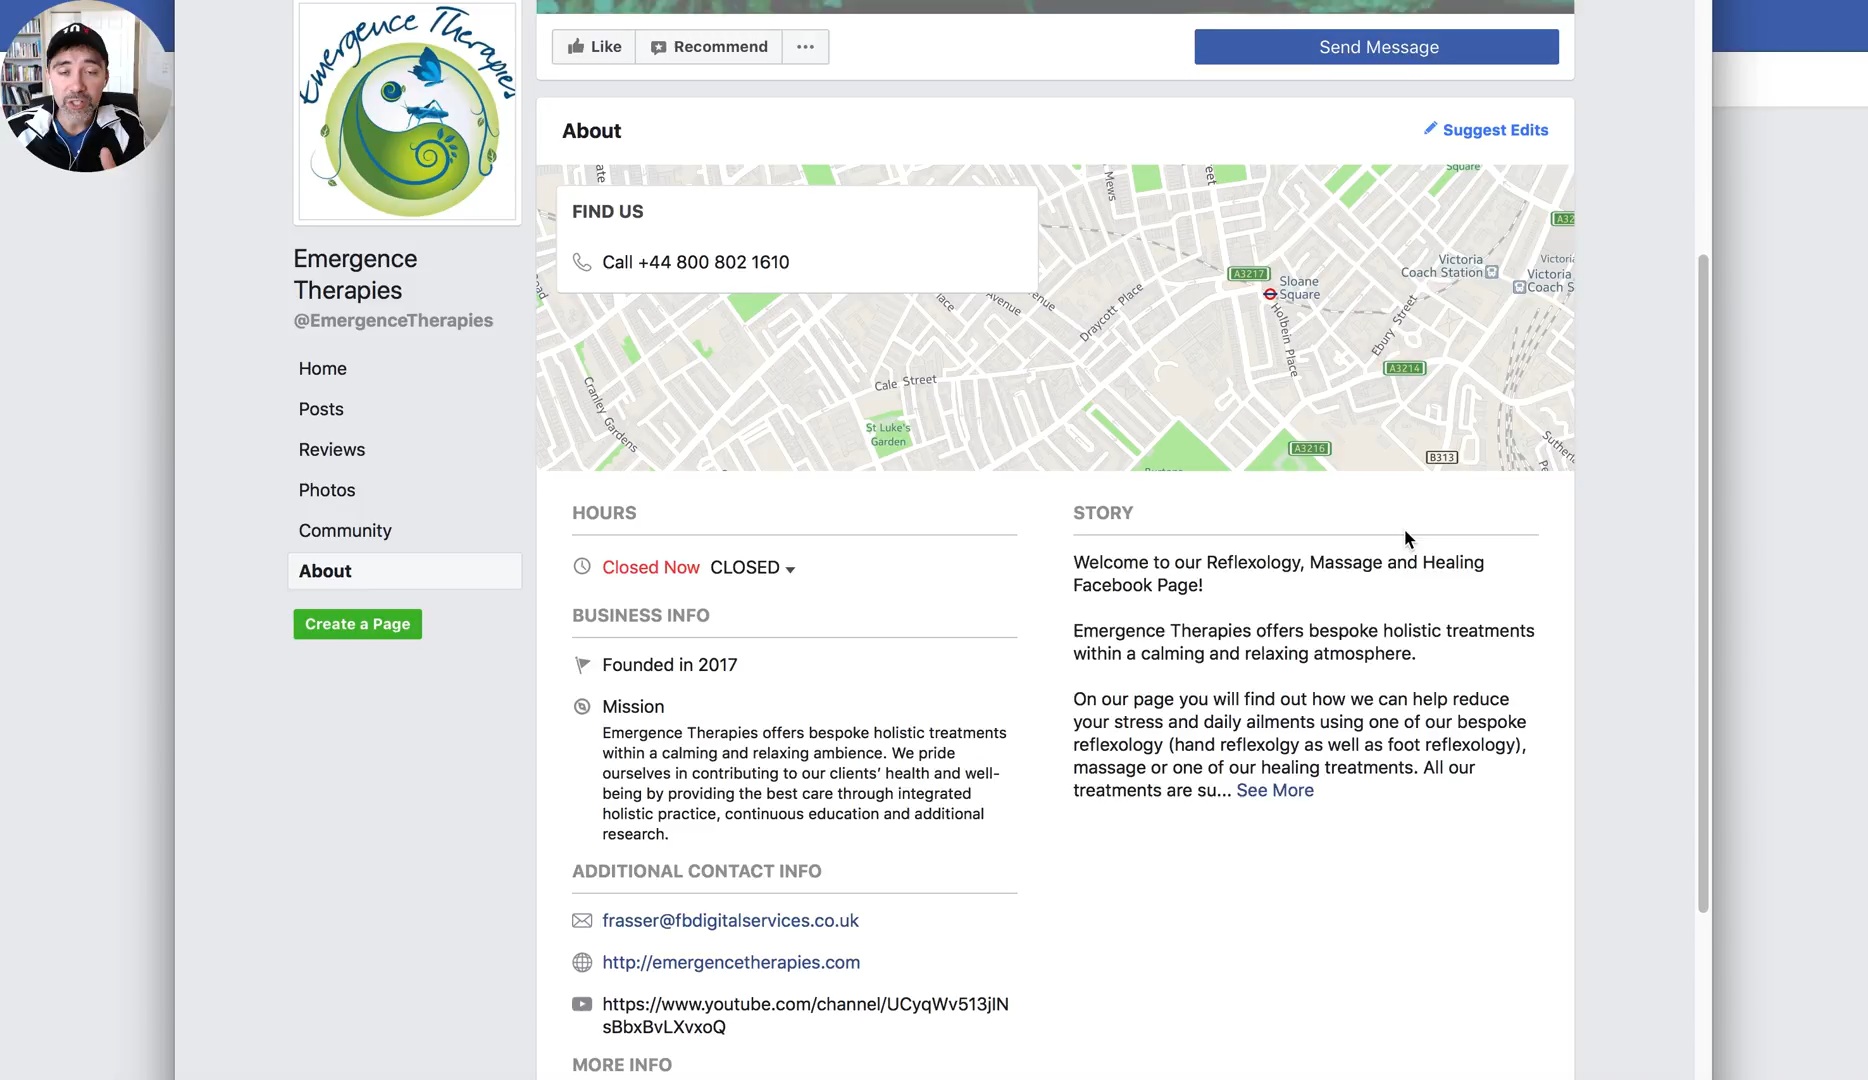 Emergence Therapies
Like
Recommend
Send Message
About
Suggest Edits
FIND US
Call +44 800 802 1610
Mews
Square
Victoria
Coach Station
Victoria
Coach S
A3217
Sloane
Square
Holbein Place
Ebury Street
Draycott Place
Avenue
A3214
Cale Street
Cranley Gardens
St Luke's
Garden
A3216
B313
Emergence
Therapies
@EmergenceTherapies
Home
Posts
Reviews
Photos
Community
About
Create a Page
HOURS
Closed Now CLOSED
BUSINESS INFO
Founded in 2017
Mission
Emergence Therapies offers bespoke holistic treatments
within a calming and relaxing ambience. We pride
ourselves in contributing to our clients' health and well-
being by providing the best care through integrated
holistic practice, continuous education and additional
research.
ADDITIONAL CONTACT INFO
frasser@fbdigitalservices.co.uk
http://emergencetherapies.com
https://www.youtube.com/channel/UCyqWv513jIN
sBbxBvLXvxoQ
MORE INFO
STORY
Welcome to our Reflexology, Massage and Healing
Facebook Page!
Emergence Therapies offers bespoke holistic treatments
within a calming and relaxing atmosphere.
On our page you will find out how we can help reduce
your stress and daily ailments using one of our bespoke
reflexology (hand reflexolgy as well as foot reflexology),
massage or one of our healing treatments. All our
treatments are su... See More